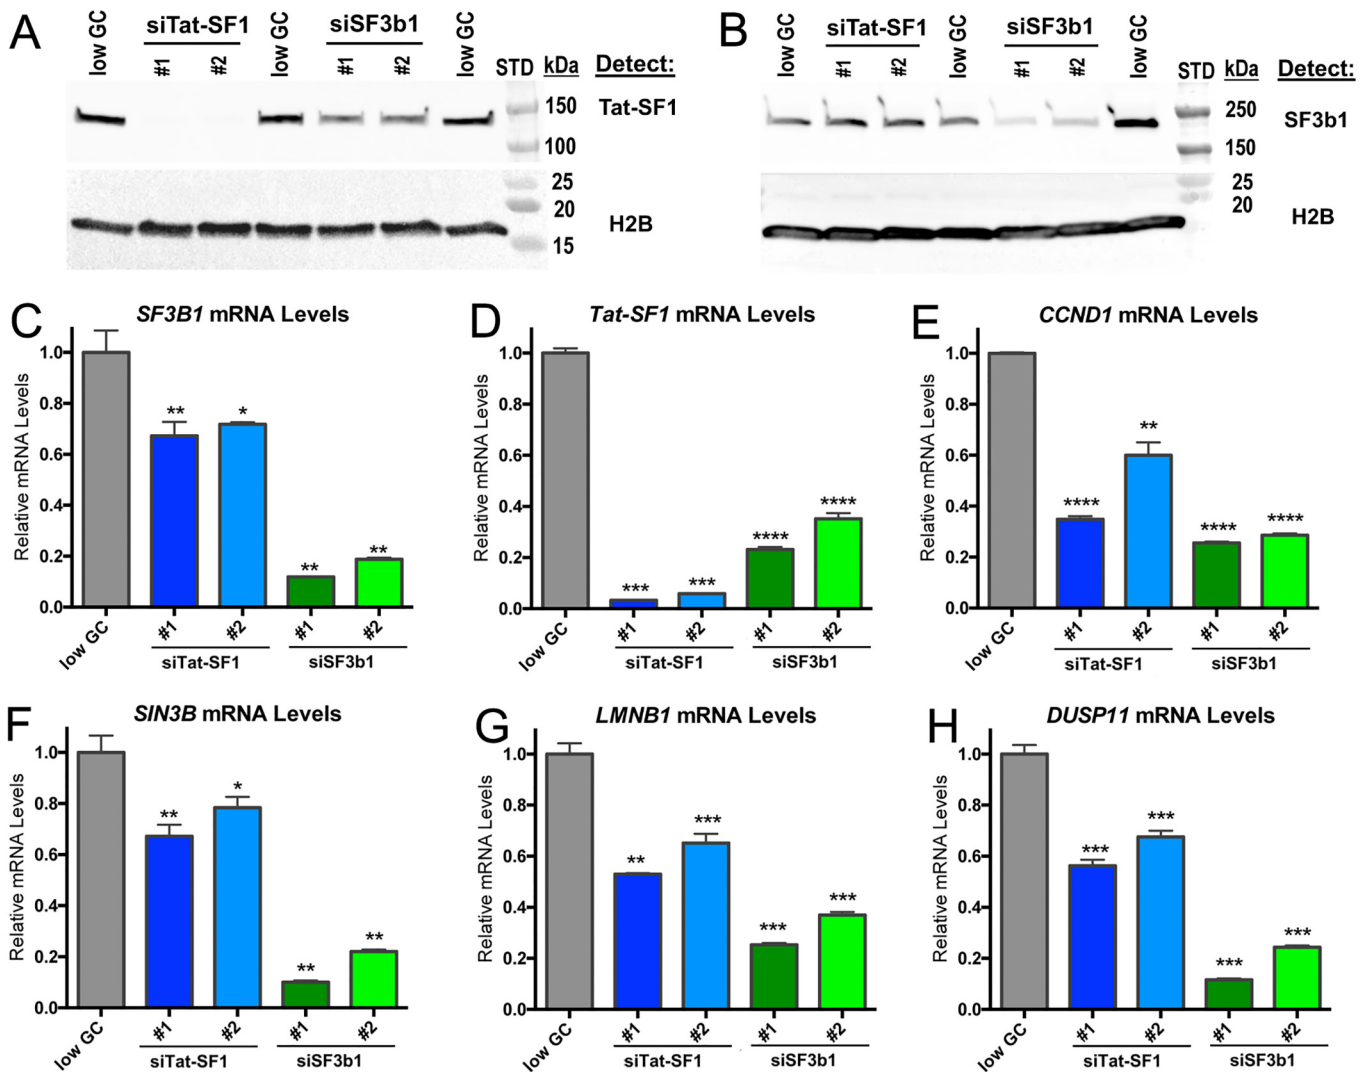 A
low GC
siTat-SF1
#1
#2
low GC
siSF3b1
#1
#2
low GC
STD
kDa
Detect:
150
Tat-SF1
100
25
20
H2B
15
B
low GC
siTat-SF1
#1
#2
low GC
siSF3b1
#1
#2
low GC
STD
kDa
Detect:
250
SF3b1
150
25
20
H2B
C
SF3B1 mRNA Levels
Relative mRNA Levels
1.0
0.8
0.6
0.4
0.2
0.0
**
*
**
**
low GC
#1
#2
#1
#2
siTat-SF1
siSF3b1
D
Tat-SF1 mRNA Levels
Relative mRNA Levels
1.0
0.8
0.6
0.4
0.2
0.0
***
***
****
****
low GC
#1
#2
#1
#2
siTat-SF1
siSF3b1
E
CCND1 mRNA Levels
Relative mRNA Levels
1.0
0.8
0.6
0.4
0.2
0.0
****
**
****
****
low GC
#1
#2
#1
#2
siTat-SF1
siSF3b1
F
SIN3B mRNA Levels
Relative mRNA Levels
1.0
0.8
0.6
0.4
0.2
0.0
**
*
**
**
low GC
#1
#2
#1
#2
siTat-SF1
siSF3b1
G
LMNB1 mRNA Levels
Relative mRNA Levels
1.0
0.8
0.6
0.4
0.2
0.0
**
***
***
***
low GC
#1
#2
#1
#2
siTat-SF1
siSF3b1
H
DUSP11 mRNA Levels
Relative mRNA Levels
1.0
0.8
0.6
0.4
0.2
0.0
***
***
***
***
low GC
#1
#2
#1
#2
siTat-SF1
siSF3b1